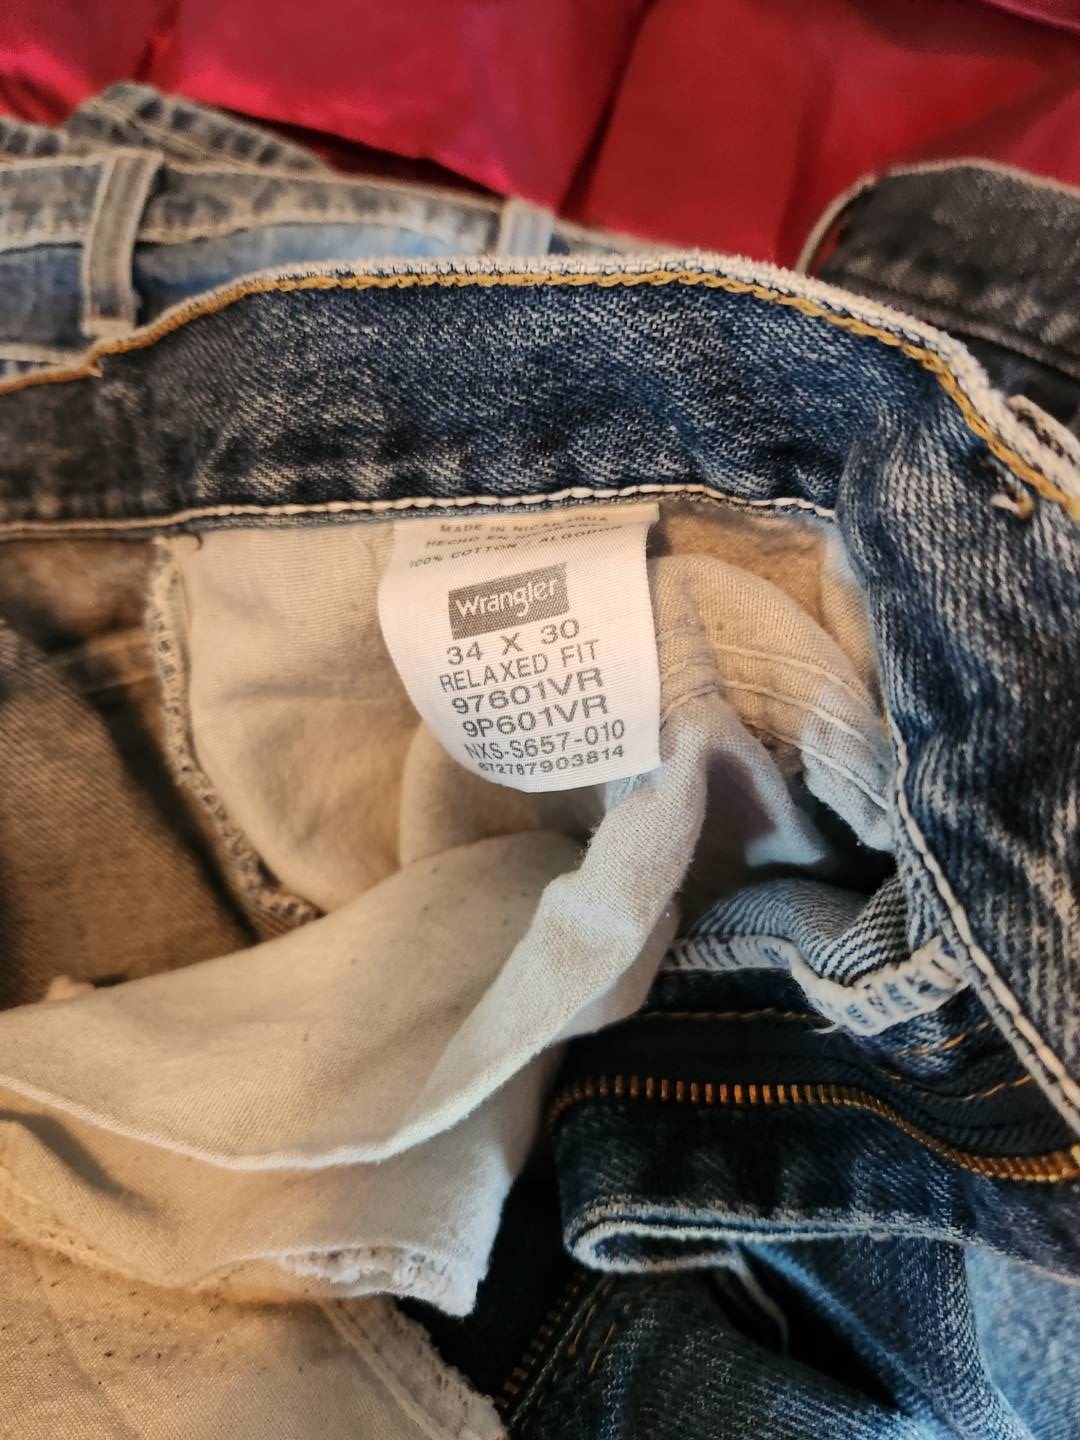 MADE IN NICARAGUA
HECHO EN NICARAGUA
100% COTTON / ALGODON
Wrangler
34 X 30
RELAXED FIT
97601VR
9P601VR
NXS-S657-010
872787903814